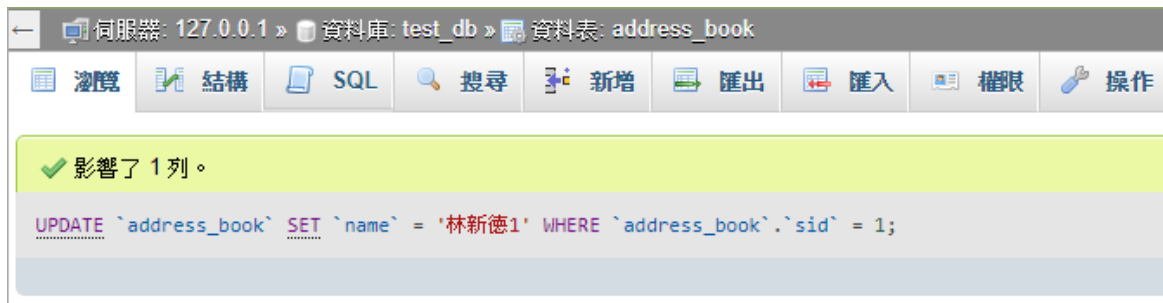 ← 伺服器: 127.0.0.1 » 資料庫: test_db » 資料表: address_book
瀏覽 結構 SQL 搜尋 新增 匯出 匯入 權限 操作
影響了 1 列。
UPDATE `address_book` SET `name` = '林新德1' WHERE `address_book`.`sid` = 1;